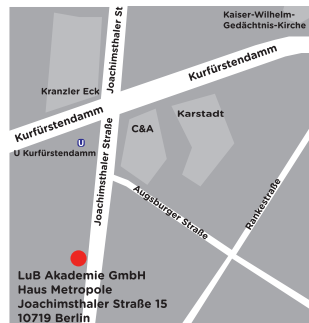 Kaiser-Wilhelm-
Gedächtnis-Kirche
Joachimsthaler St
Kurfürstendamm
Kranzler Eck
Karstadt
Kurfürstendamm
C&A
U
U Kurfürstendamm
Joachimsthaler Straße
Augsburger Straße
Rankestraße
LuB Akademie GmbH
Haus Metropole
Joachimsthaler Straße 15
10719 Berlin